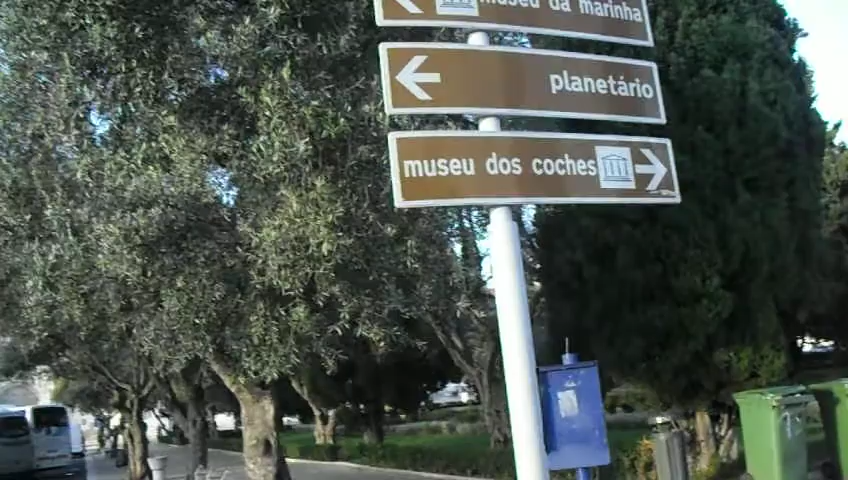 museu da marinha
planetário
museu dos coches